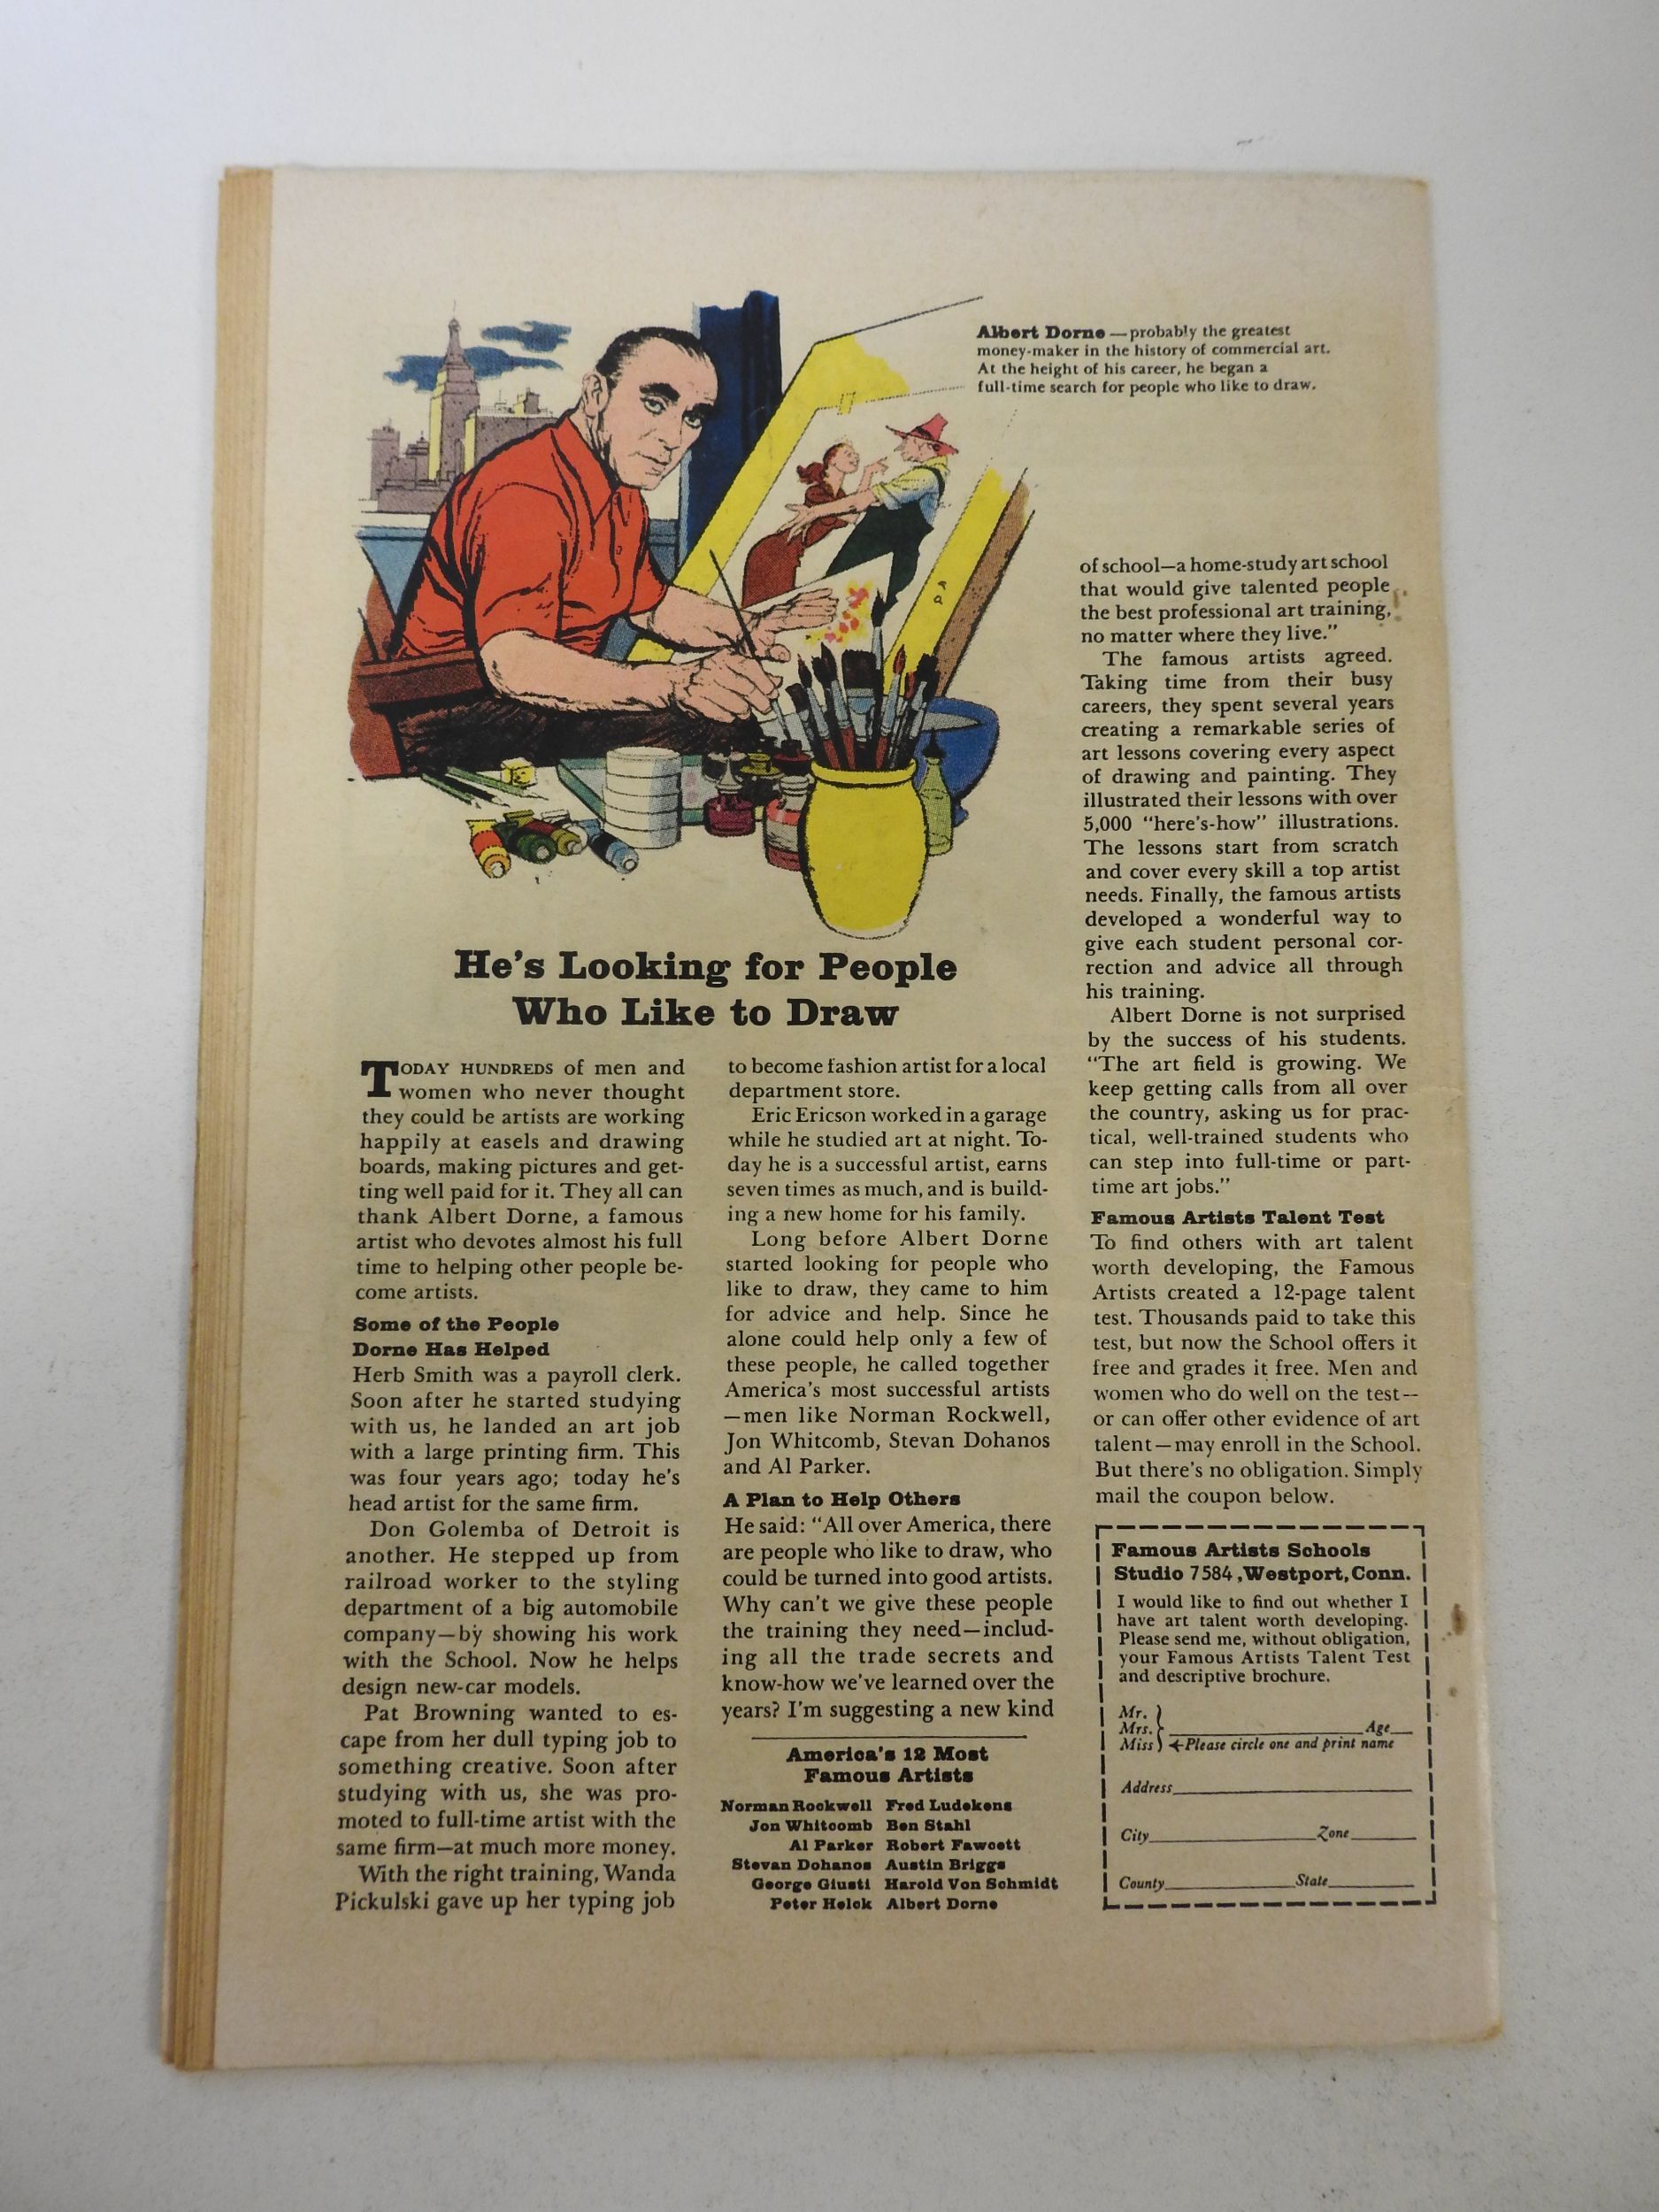 Albert Dorne — probably the greatest
money-maker in the history of commercial art.
At the height of his career, he began a
full-time search for people who like to draw.
He's Looking for People
Who Like to Draw
TODAY HUNDREDS of men and
women who never thought
they could be artists are working
happily at easels and drawing
boards, making pictures and get-
ting well paid for it. They all can
thank Albert Dorne, a famous
artist who devotes almost his full
time to helping other people be-
come artists.
Some of the People
Dorne Has Helped
Herb Smith was a payroll clerk.
Soon after he started studying
with us, he landed an art job
with a large printing firm. This
was four years ago; today he's
head artist for the same firm.
Don Golemba of Detroit is
another. He stepped up from
railroad worker to the styling
department of a big automobile
company—by showing his work
with the School. Now he helps
design new-car models.
Pat Browning wanted to es-
cape from her dull typing job to
something creative. Soon after
studying with us, she was pro-
moted to full-time artist with the
same firm—at much more money.
With the right training, Wanda
Pickulski gave up her typing job
to become fashion artist for a local
department store.
Eric Ericson worked in a garage
while he studied art at night. To-
day he is a successful artist, earns
seven times as much, and is build-
ing a new home for his family.
Long before Albert Dorne
started looking for people who
like to draw, they came to him
for advice and help. Since he
alone could help only a few of
these people, he called together
America's most successful artists
—men like Norman Rockwell,
Jon Whitcomb, Stevan Dohanos
and Al Parker.
A Plan to Help Others
He said: "All over America, there
are people who like to draw, who
could be turned into good artists.
Why can't we give these people
the training they need—includ-
ing all the trade secrets and
know-how we've learned over the
years? I'm suggesting a new kind
America's 12 Most
Famous Artists
Norman Rockwell Fred Ludekens
Jon Whitcomb Ben Stahl
Al Parker Robert Fawcett
Stevan Dohanos Austin Briggs
George Giusti Harold Von Schmidt
Peter Helck Albert Dorne
of school—a home-study art school
that would give talented people
the best professional art training,
no matter where they live."
The famous artists agreed.
Taking time from their busy
careers, they spent several years
creating a remarkable series of
art lessons covering every aspect
of drawing and painting. They
illustrated their lessons with over
5,000 "here's-how" illustrations.
The lessons start from scratch
and cover every skill a top artist
needs. Finally, the famous artists
developed a wonderful way to
give each student personal cor-
rection and advice all through
his training.
Albert Dorne is not surprised
by the success of his students.
"The art field is growing. We
keep getting calls from all over
the country, asking us for prac-
tical, well-trained students who
can step into full-time or part-
time art jobs."
Famous Artists Talent Test
To find others with art talent
worth developing, the Famous
Artists created a 12-page talent
test. Thousands paid to take this
test, but now the School offers it
free and grades it free. Men and
women who do well on the test—
or can offer other evidence of art
talent—may enroll in the School.
But there's no obligation. Simply
mail the coupon below.
Famous Artists Schools
Studio 7584, Westport, Conn.
I would like to find out whether I
have art talent worth developing.
Please send me, without obligation,
your Famous Artists Talent Test
and descriptive brochure.
Mr.
Mrs. Age
Miss ←Please circle one and print name
Address
City Zone
County State